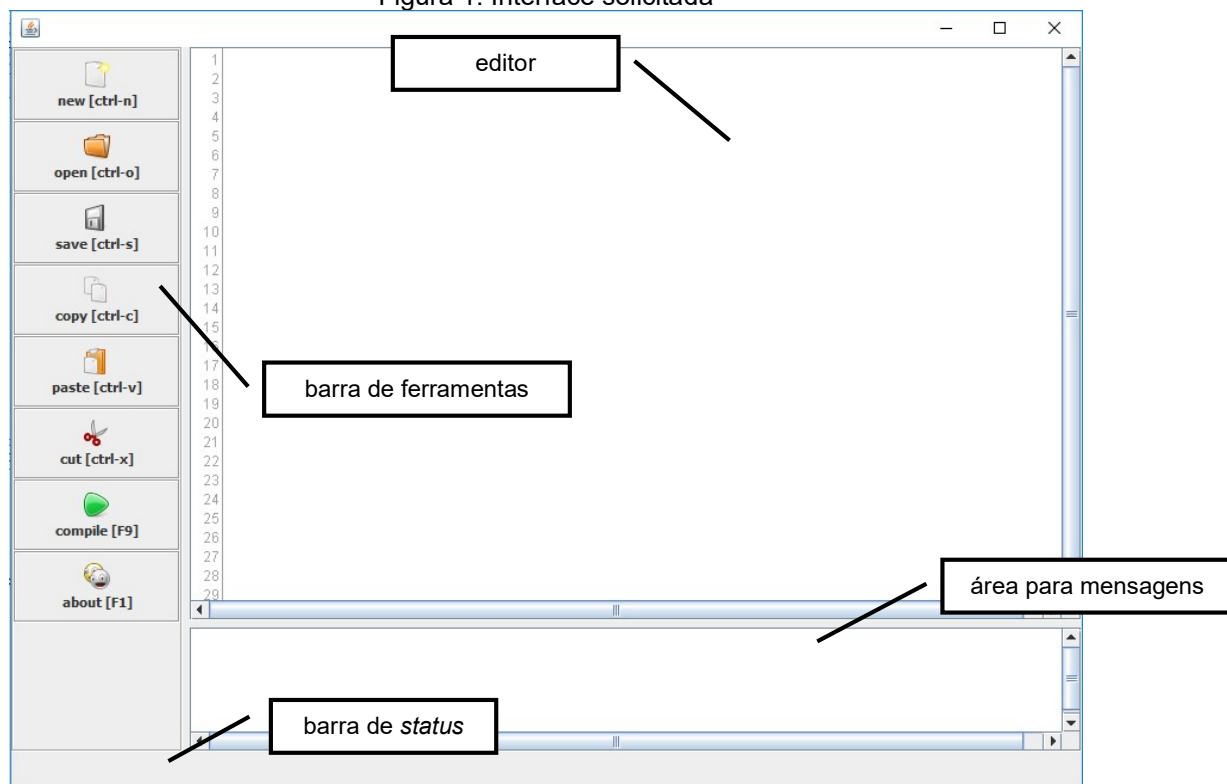 Figura 1: Interface solicitada
editor
new [ctrl-n]
open [ctrl-o]
save [ctrl-s]
copy [ctrl-c]
paste [ctrl-v]
cut [ctrl-x]
compile [F9]
about [F1]
1
2
3
4
5
6
7
8
9
10
11
12
13
14
15
16
17
18
19
20
21
22
23
24
25
26
27
28
29
barra de ferramentas
área para mensagens
barra de status